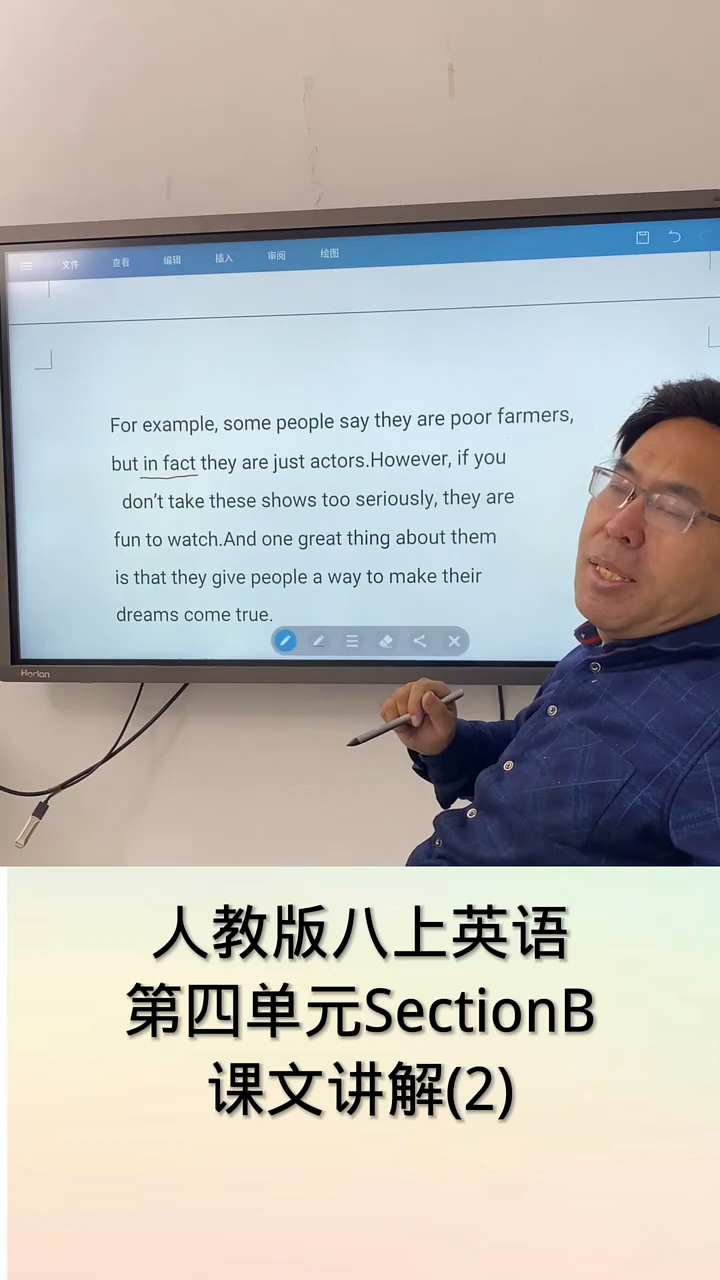 文件 查看 编辑 插入 审阅 绘图
For example, some people say they are poor farmers,
but in fact they are just actors.However, if you
don't take these shows too seriously, they are
fun to watch.And one great thing about them
is that they give people a way to make their
dreams come true.
Horion
人教版八上英语
第四单元SectionB
课文讲解(2)